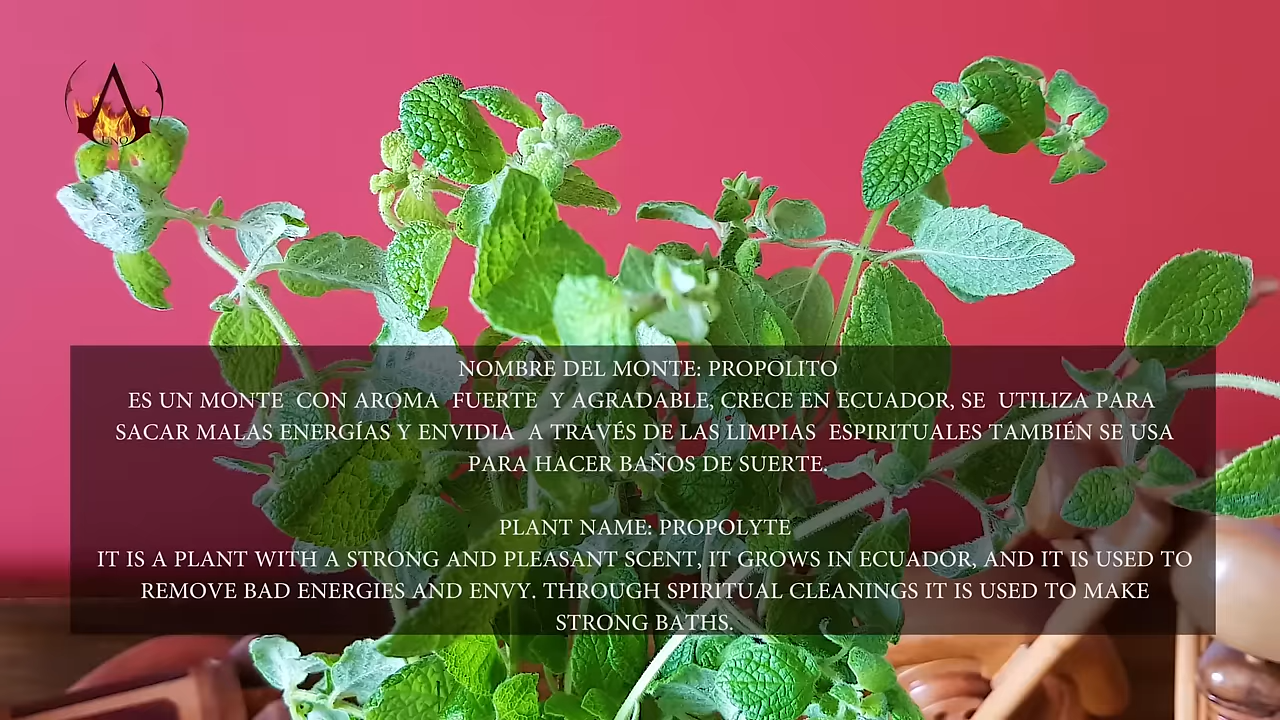 UNO
NOMBRE DEL MONTE: PROPOLITO
ES UN MONTE CON AROMA FUERTE Y AGRADABLE, CRECE EN ECUADOR, SE UTILIZA PARA
SACAR MALAS ENERGÍAS Y ENVIDIA A TRAVÉS DE LAS LIMPIAS ESPIRITUALES TAMBIÉN SE USA
PARA HACER BAÑOS DE SUERTE.
PLANT NAME: PROPOLYTE
IT IS A PLANT WITH A STRONG AND PLEASANT SCENT, IT GROWS IN ECUADOR, AND IT IS USED TO
REMOVE BAD ENERGIES AND ENVY. THROUGH SPIRITUAL CLEANINGS IT IS USED TO MAKE
STRONG BATHS.